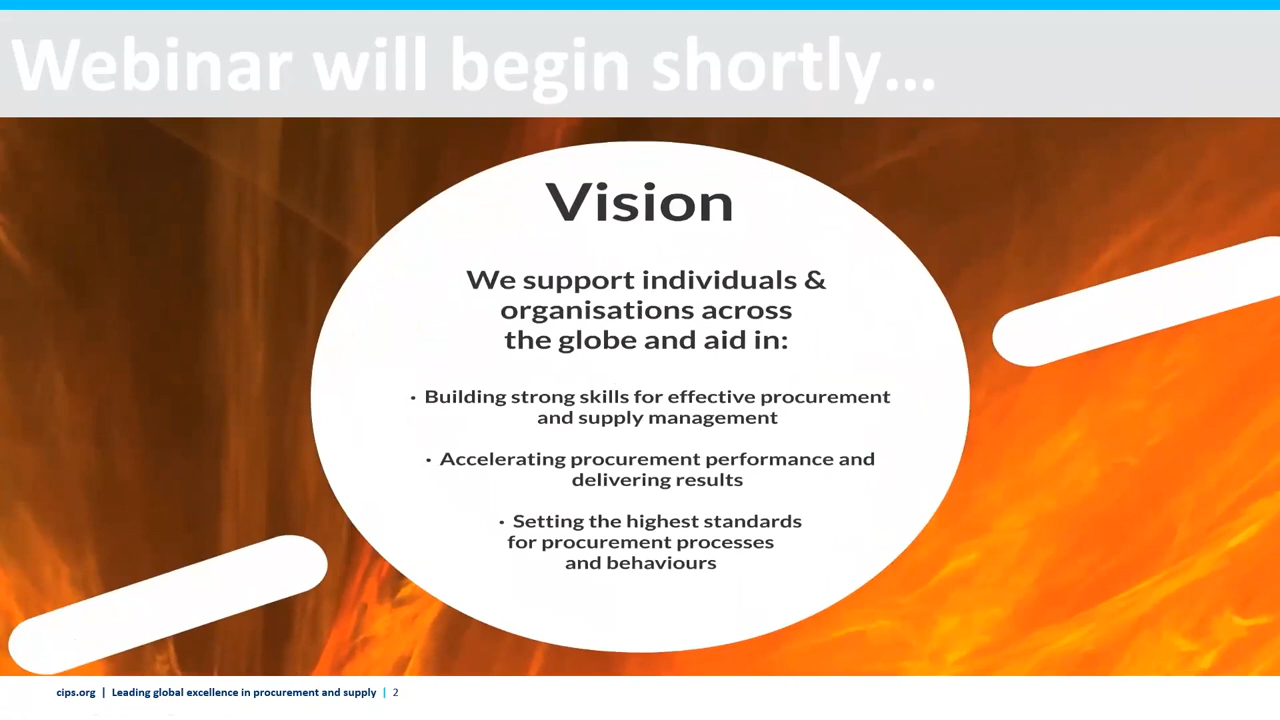 Webinar will begin shortly...
Vision
We support individuals &
organisations across
the globe and aid in:
· Building strong skills for effective procurement
and supply management
· Accelerating procurement performance and
delivering results
· Setting the highest standards
for procurement processes
and behaviours
cips.org | Leading global excellence in procurement and supply | 2